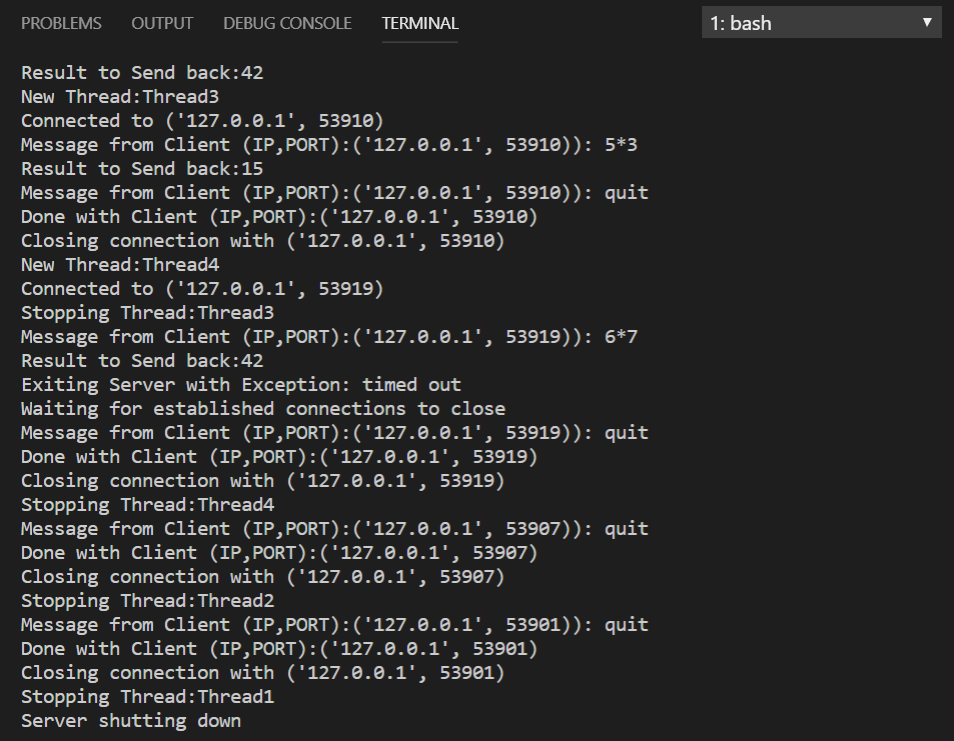 PROBLEMS OUTPUT DEBUG CONSOLE TERMINAL 1: bash
Result to Send back:42
New Thread:Thread3
Connected to ('127.0.0.1', 53910)
Message from Client (IP,PORT):('127.0.0.1', 53910)): 5*3
Result to Send back:15
Message from Client (IP,PORT):('127.0.0.1', 53910)): quit
Done with Client (IP,PORT):('127.0.0.1', 53910)
Closing connection with ('127.0.0.1', 53910)
New Thread:Thread4
Connected to ('127.0.0.1', 53919)
Stopping Thread:Thread3
Message from Client (IP,PORT):('127.0.0.1', 53919)): 6*7
Result to Send back:42
Exiting Server with Exception: timed out
Waiting for established connections to close
Message from Client (IP,PORT):('127.0.0.1', 53919)): quit
Done with Client (IP,PORT):('127.0.0.1', 53919)
Closing connection with ('127.0.0.1', 53919)
Stopping Thread:Thread4
Message from Client (IP,PORT):('127.0.0.1', 53907)): quit
Done with Client (IP,PORT):('127.0.0.1', 53907)
Closing connection with ('127.0.0.1', 53907)
Stopping Thread:Thread2
Message from Client (IP,PORT):('127.0.0.1', 53901)): quit
Done with Client (IP,PORT):('127.0.0.1', 53901)
Closing connection with ('127.0.0.1', 53901)
Stopping Thread:Thread1
Server shutting down